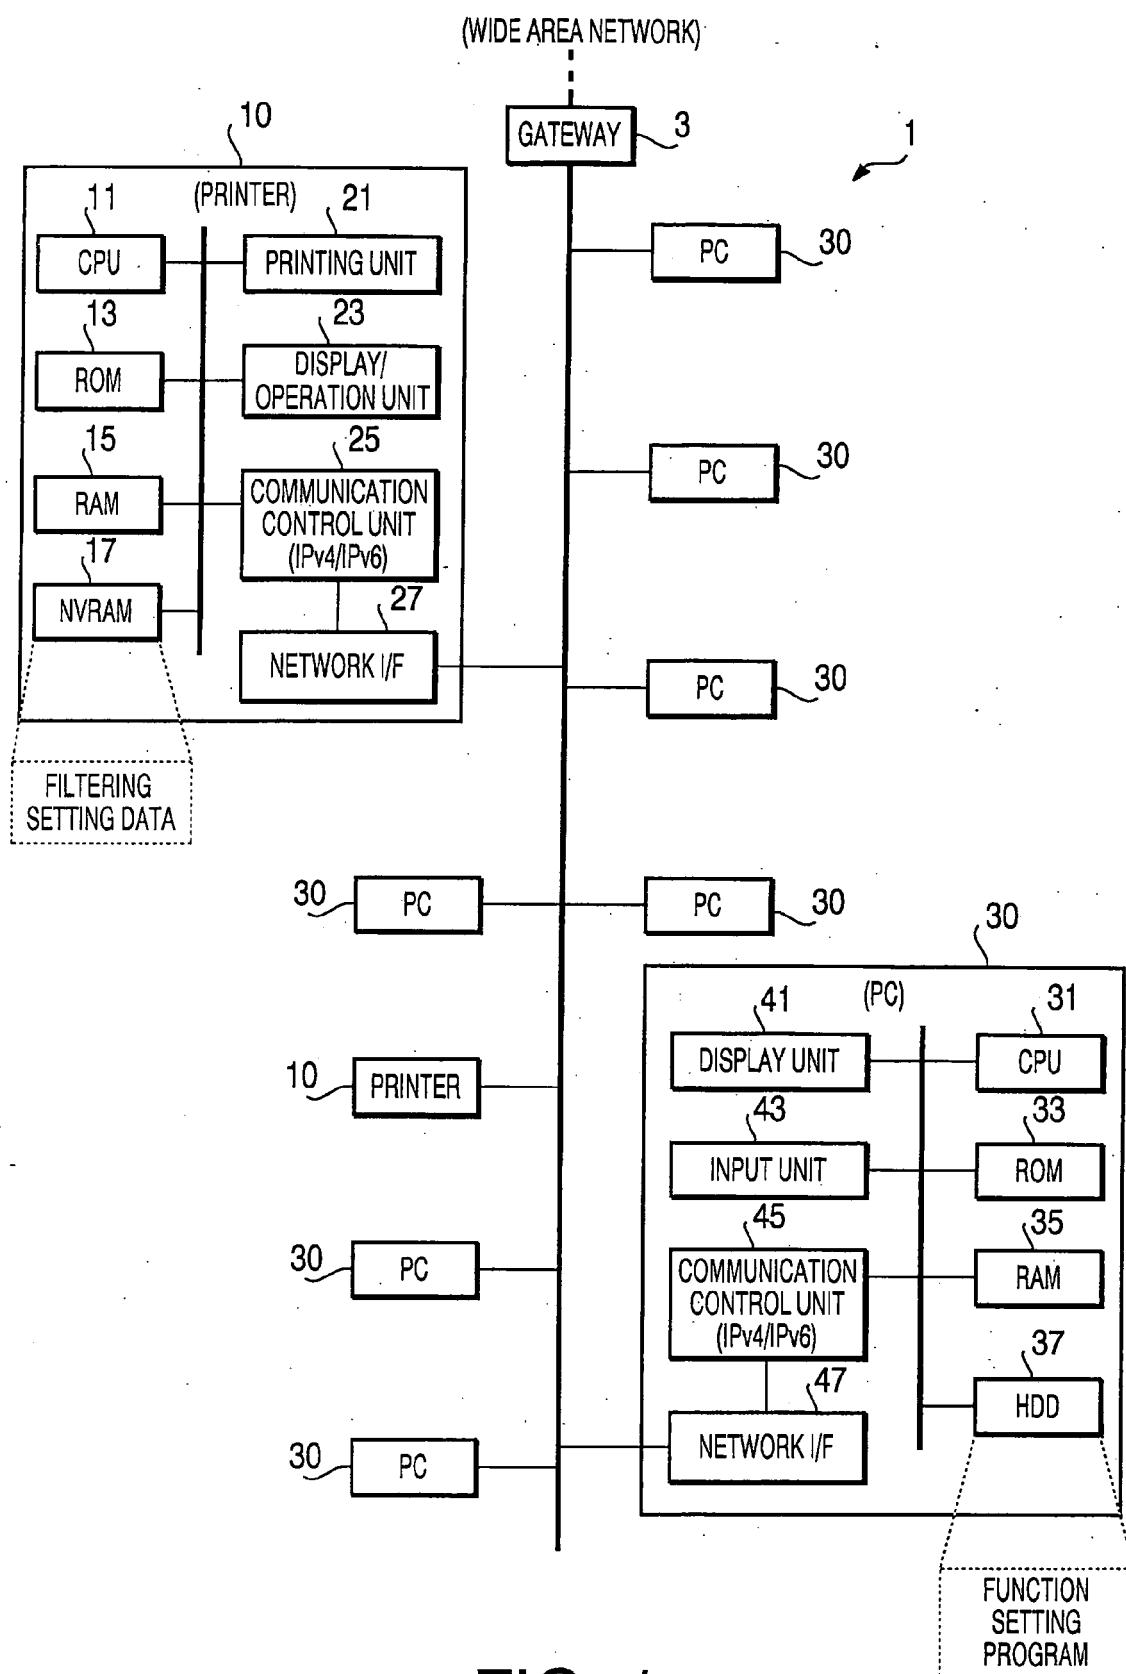 (WIDE AREA NETWORK)
GATEWAY
3
1
10
(PRINTER)
11
CPU
21
PRINTING UNIT
13
ROM
23
DISPLAY/
OPERATION UNIT
15
RAM
25
COMMUNICATION
CONTROL UNIT
(IPv4/IPv6)
17
NVRAM
27
NETWORK I/F
FILTERING
SETTING DATA
PC
30
PC
30
PC
30
30
PC
PC
30
10
PRINTER
30
PC
30
PC
30
(PC)
41
DISPLAY UNIT
31
CPU
43
INPUT UNIT
33
ROM
45
COMMUNICATION
CONTROL UNIT
(IPv4/IPv6)
35
RAM
47
NETWORK I/F
37
HDD
FUNCTION
SETTING
PROGRAM